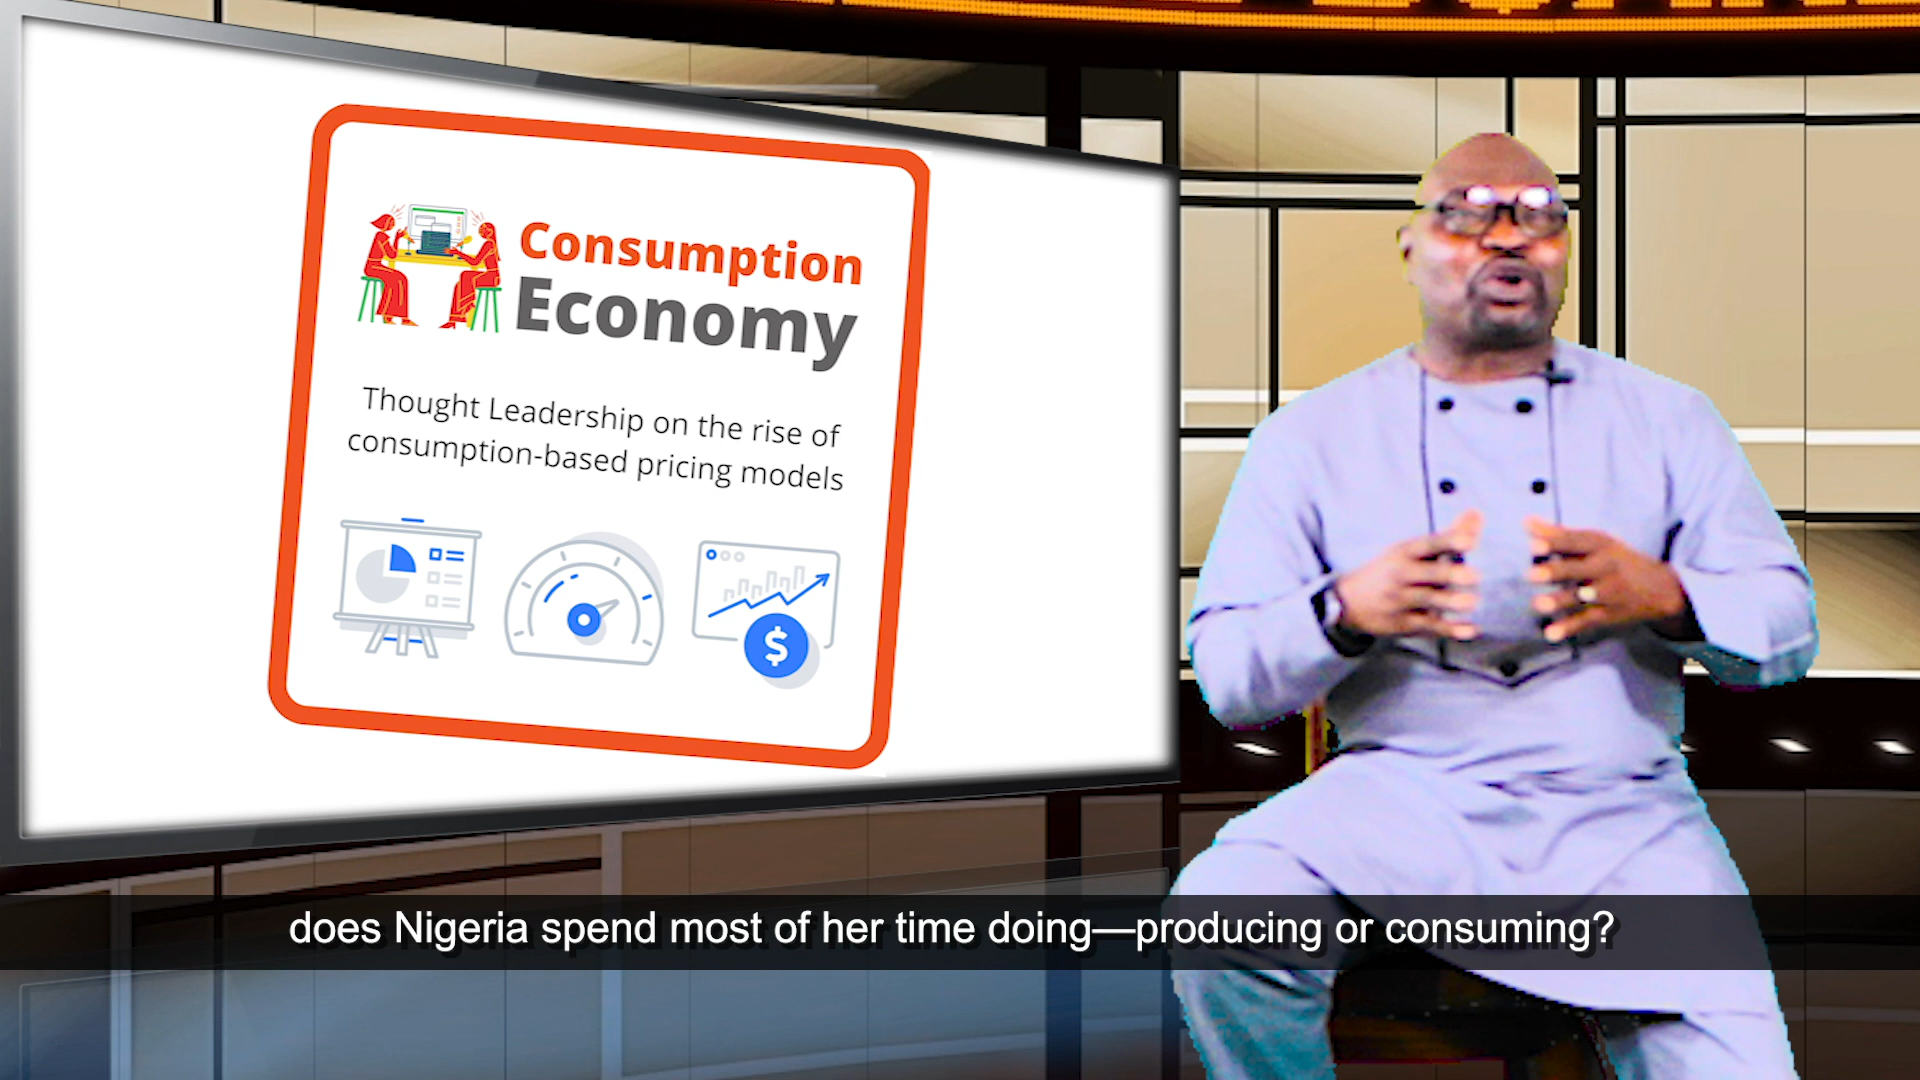 Consumption
Economy
Thought Leadership on the rise of
consumption-based pricing models
$
does Nigeria spend most of her time doing—producing or consuming?